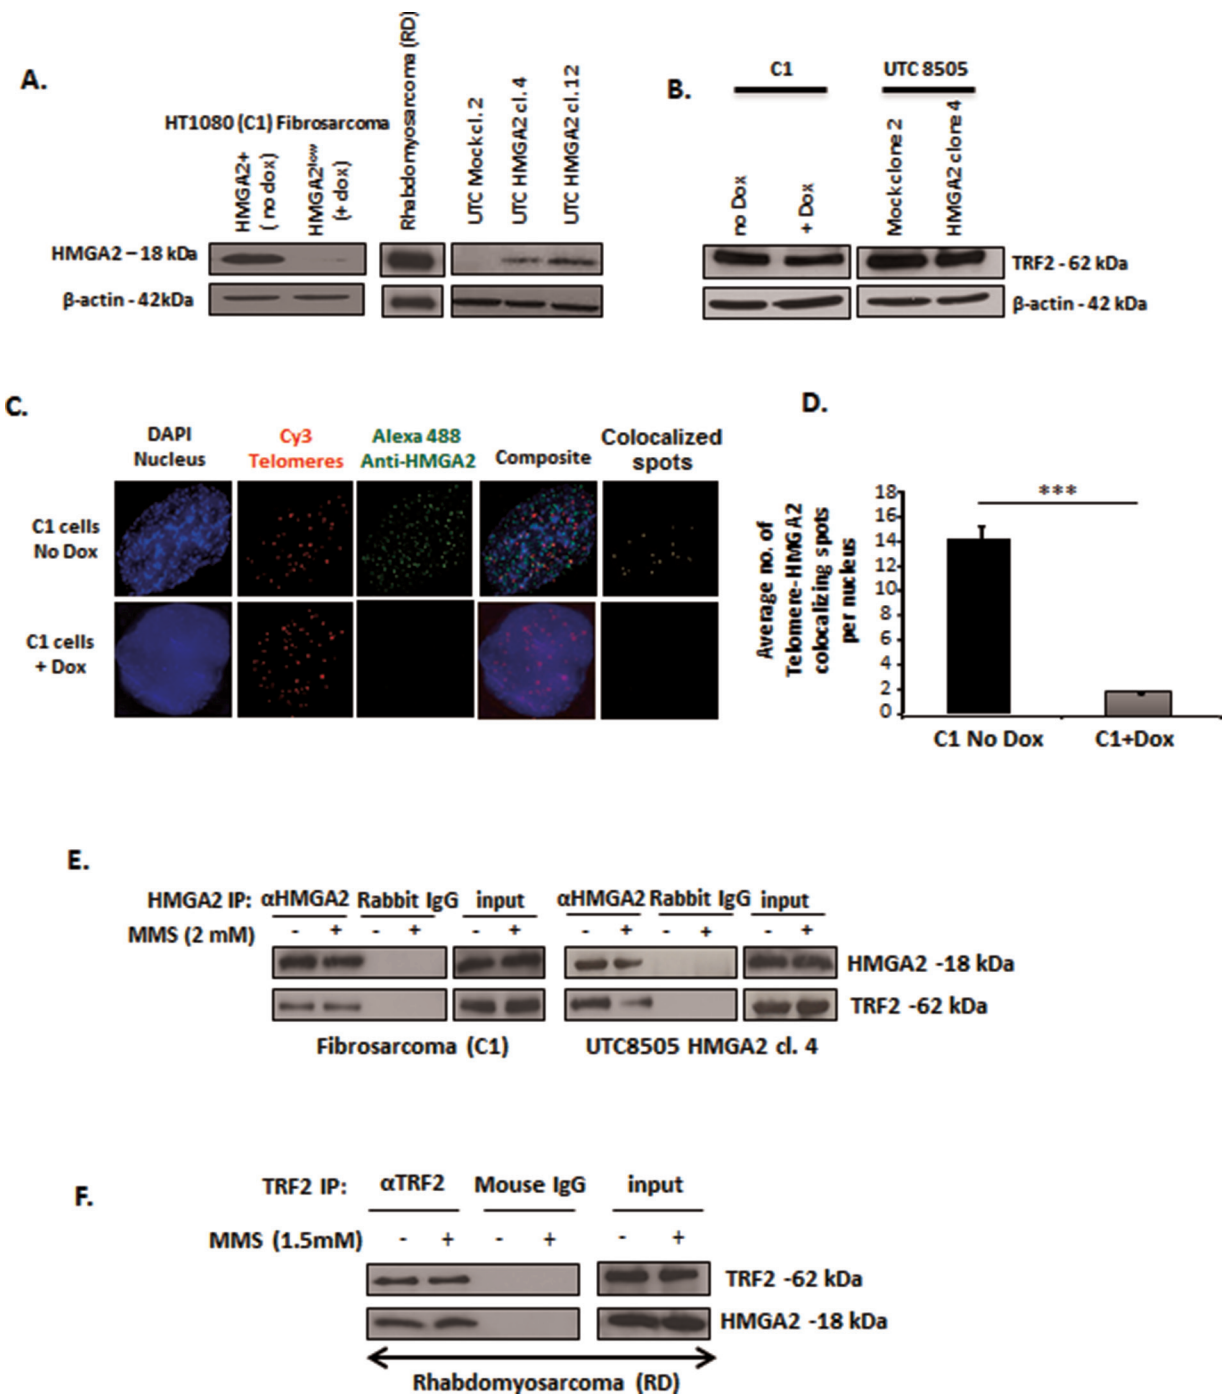 A.
HT1080 (C1) Fibrosarcoma
HMGA2+
( no dox)
HMGA2low
(+ dox)
Rhabdomyosarcoma (RD)
UTC Mock cl. 2
UTC HMGA2 cl. 4
UTC HMGA2 cl. 12
HMGA2 – 18 kDa
β-actin - 42kDa
B.
C1
UTC 8505
no Dox
+ Dox
Mock clone 2
HMGA2 clone 4
TRF2 - 62 kDa
β-actin - 42 kDa
C.
DAPI
Nucleus
Cy3
Telomeres
Alexa 488
Anti-HMGA2
Composite
Colocalized
spots
C1 cells
No Dox
C1 cells
+ Dox
D.
Average no. of
Telomere-HMGA2
colocalizing spots
per nucleus
18
16
14
12
10
8
6
4
2
0
***
C1 No Dox
C1+Dox
E.
HMGA2 IP: αHMGA2 Rabbit IgG input
αHMGA2 Rabbit IgG input
MMS (2 mM) - + - + - +
- + - + - +
HMGA2 -18 kDa
TRF2 -62 kDa
Fibrosarcoma (C1)
UTC8505 HMGA2 cl. 4
F.
TRF2 IP: αTRF2 Mouse IgG input
MMS (1.5mM) - + - + - +
TRF2 -62 kDa
HMGA2 -18 kDa
Rhabdomyosarcoma (RD)